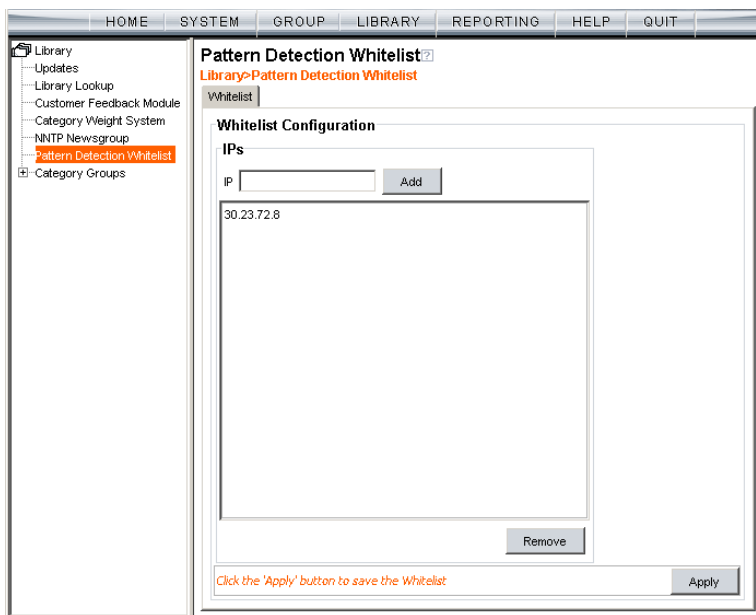 HOME SYSTEM GROUP LIBRARY REPORTING HELP QUIT
Library
Updates
Library Lookup
Customer Feedback Module
Category Weight System
NNTP Newsgroup
Pattern Detection Whitelist
Category Groups
Pattern Detection Whitelist ?
Library>Pattern Detection Whitelist
Whitelist
Whitelist Configuration
IPs
IP
Add
30.23.72.8
Remove
Click the 'Apply' button to save the Whitelist
Apply